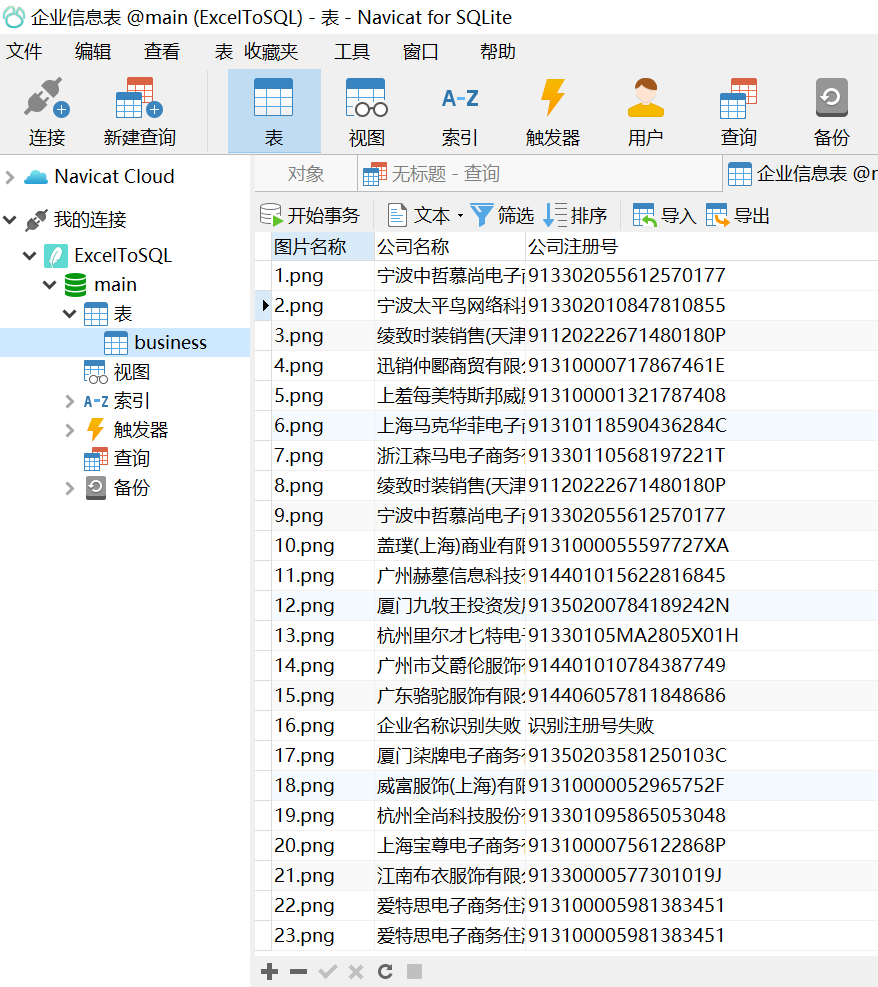 企业信息表 @main (ExcelToSQL) - 表 - Navicat for SQLite
文件 编辑 查看 表 收藏夹 工具 窗口 帮助
连接 新建查询 表 视图 A-Z 索引 触发器 用户 查询 备份
Navicat Cloud
我的连接
ExcelToSQL
main
表
business
视图
A-Z 索引
触发器
查询
备份
对象 无标题 - 查询 企业信息表 @
开始事务 文本 筛选 排序 导入 导出
图片名称 公司名称 公司注册号
1.png 宁波中哲慕尚电子 913302055612570177
2.png 宁波太平鸟网络科 913302010847810855
3.png 绫致时装销售(天津 91120222671480180P
4.png 迅销仲郾商贸有限 91310000717867461E
5.png 上羞每美特斯邦威 913100001321787408
6.png 上海马克华菲电子 91310118590436284C
7.png 浙江森马电子商务 91330110568197221T
8.png 绫致时装销售(天津 91120222671480180P
9.png 宁波中哲慕尚电子 913302055612570177
10.png 盖璞(上海)商业有 9131000055597727XA
11.png 广州赫墓信息科技 914401015622816845
12.png 厦门九牧王投资发 91350200784189242N
13.png 杭州里尔才匕特电 91330105MA2805X01H
14.png 广州市艾爵伦服饰 914401010784387749
15.png 广东骆驼服饰有限 914406057811848686
16.png 企业名称识别失败 识别注册号失败
17.png 厦门柒牌电子商务 91350203581250103C
18.png 威富服饰(上海)有 91310000052965752F
19.png 杭州全尚科技股份 913301095865053048
20.png 上海宝尊电子商务 91310000756122868P
21.png 江南布衣服饰有限 91330000577301019J
22.png 爱特思电子商务住 913100005981383451
23.png 爱特思电子商务住 913100005981383451